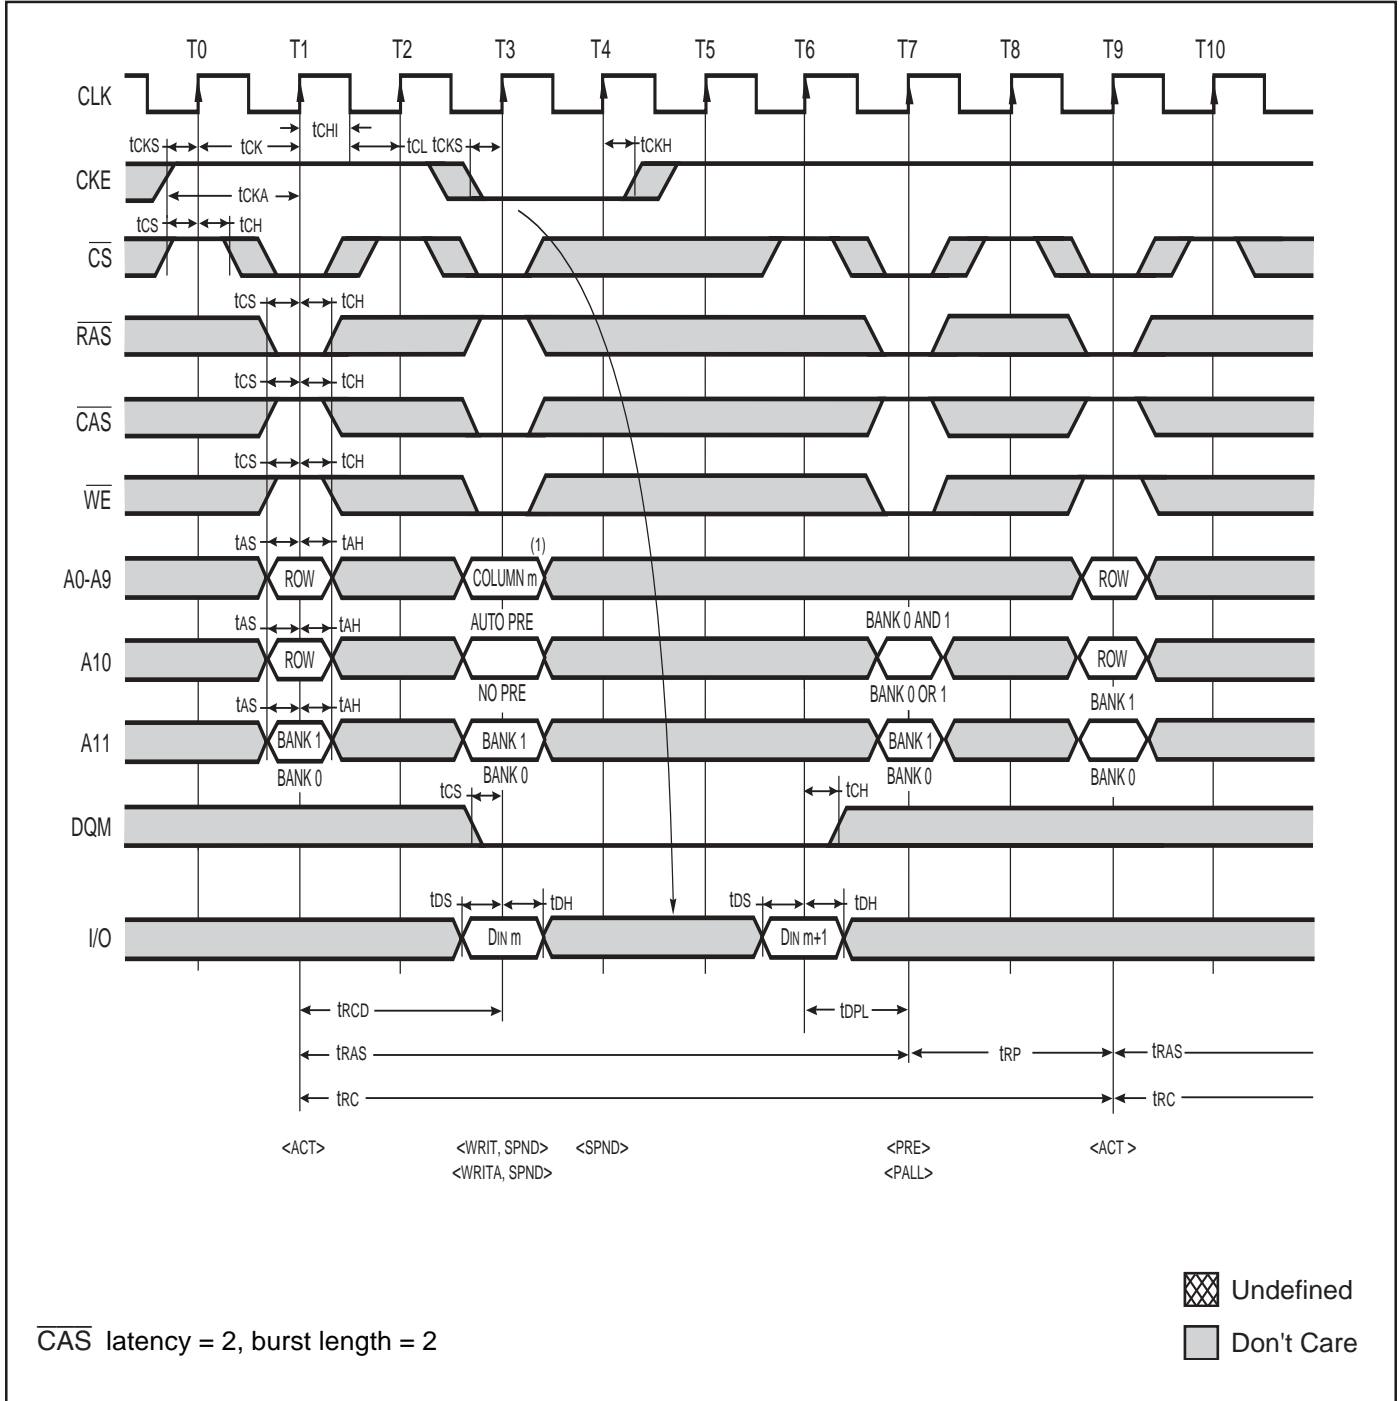 T0 T1 T2 T3 T4 T5 T6 T7 T8 T9 T10
CLK
tCHI
tCKS tCK tCL tCKS tCKH
CKE
tCKA
tCS tCH
CS
tCS tCH
RAS
tCS tCH
CAS
tCS tCH
WE
tAS tAH (1)
A0-A9 ROW COLUMN m ROW
tAS tAH AUTO PRE BANK 0 AND 1
A10 ROW ROW
NO PRE BANK 0 OR 1 BANK 1
tAS tAH
A11 BANK 1 BANK 1 BANK 1
BANK 0 BANK 0 BANK 0 BANK 0
tCS tCH
DQM
tDS tDH tDS tDH
I/O DIN m DIN m+1
tRCD tDPL
tRAS tRP tRAS
tRC tRC
<ACT> <WRIT, SPND> <SPND> <PRE> <ACT >
<WRITA, SPND> <PALL>
Undefined
CAS latency = 2, burst length = 2 Don't Care